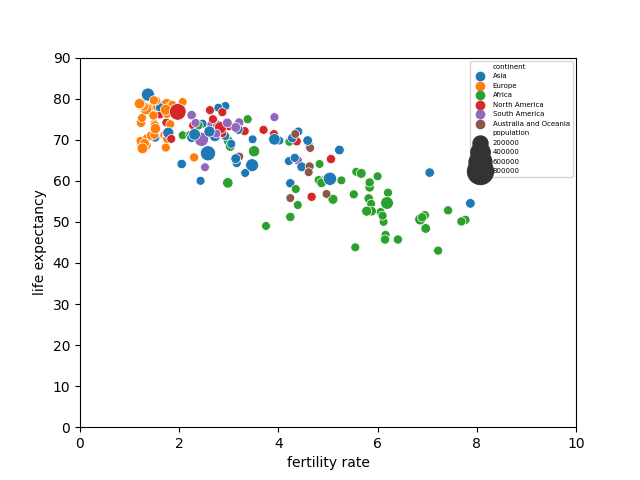 90
80
70
60
50
40
30
20
10
0
life expectancy
0 2 4 6 8 10
fertility rate
continent
Asia
Europe
Africa
North America
South America
Australia and Oceania
population
200000
400000
600000
800000